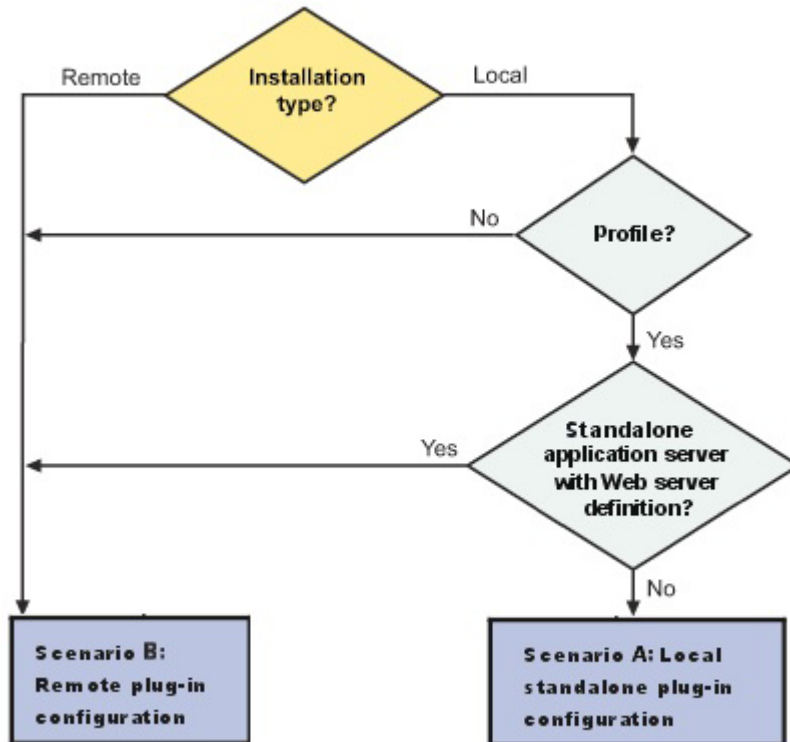 Installation
type?
Remote
Local
No
Profile?
Yes
Standalone
application server
with Web server
definition?
Yes
No
Scenario B:
Remote plug-in
configuration
Scenario A: Local
standalone plug-in
configuration